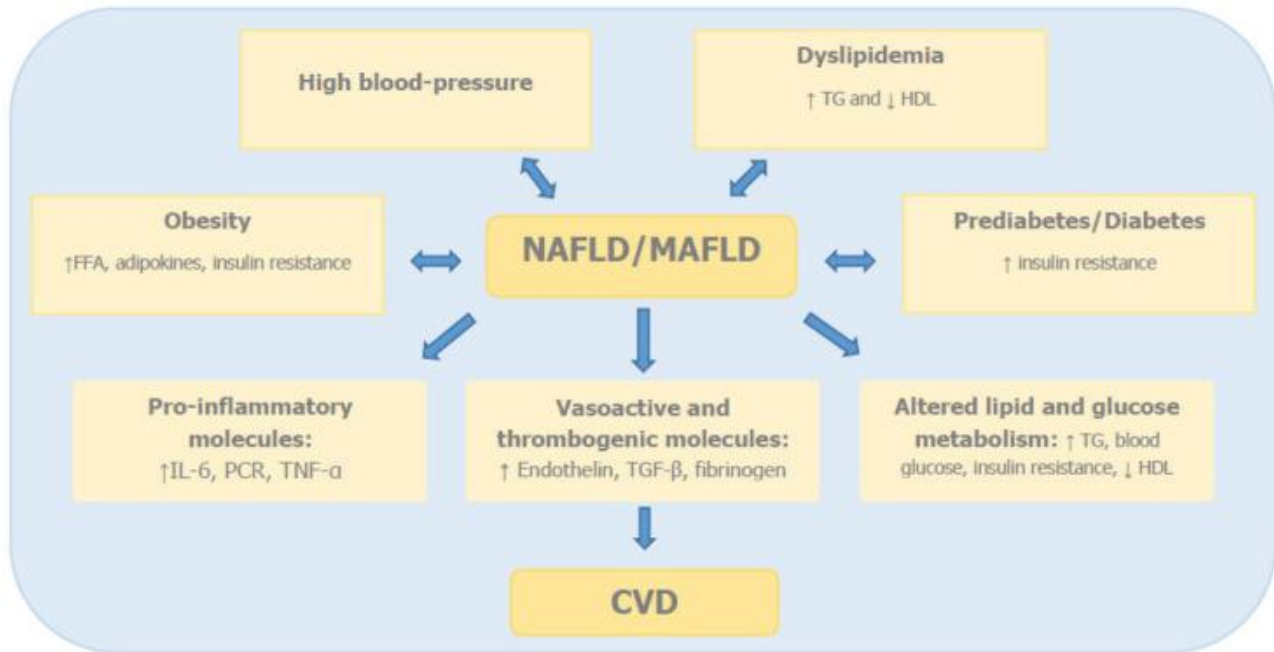 High blood-pressure
Dyslipidemia
↑ TG and ↓ HDL
Obesity
↑FFA, adipokines, insulin resistance
NAFLD/MAFLD
Prediabetes/Diabetes
↑ insulin resistance
Pro-inflammatory
molecules:
↑IL-6, PCR, TNF-α
Vasoactive and
thrombogenic molecules:
↑ Endothelin, TGF-β, fibrinogen
Altered lipid and glucose
metabolism: ↑ TG, blood
glucose, insulin resistance, ↓ HDL
CVD